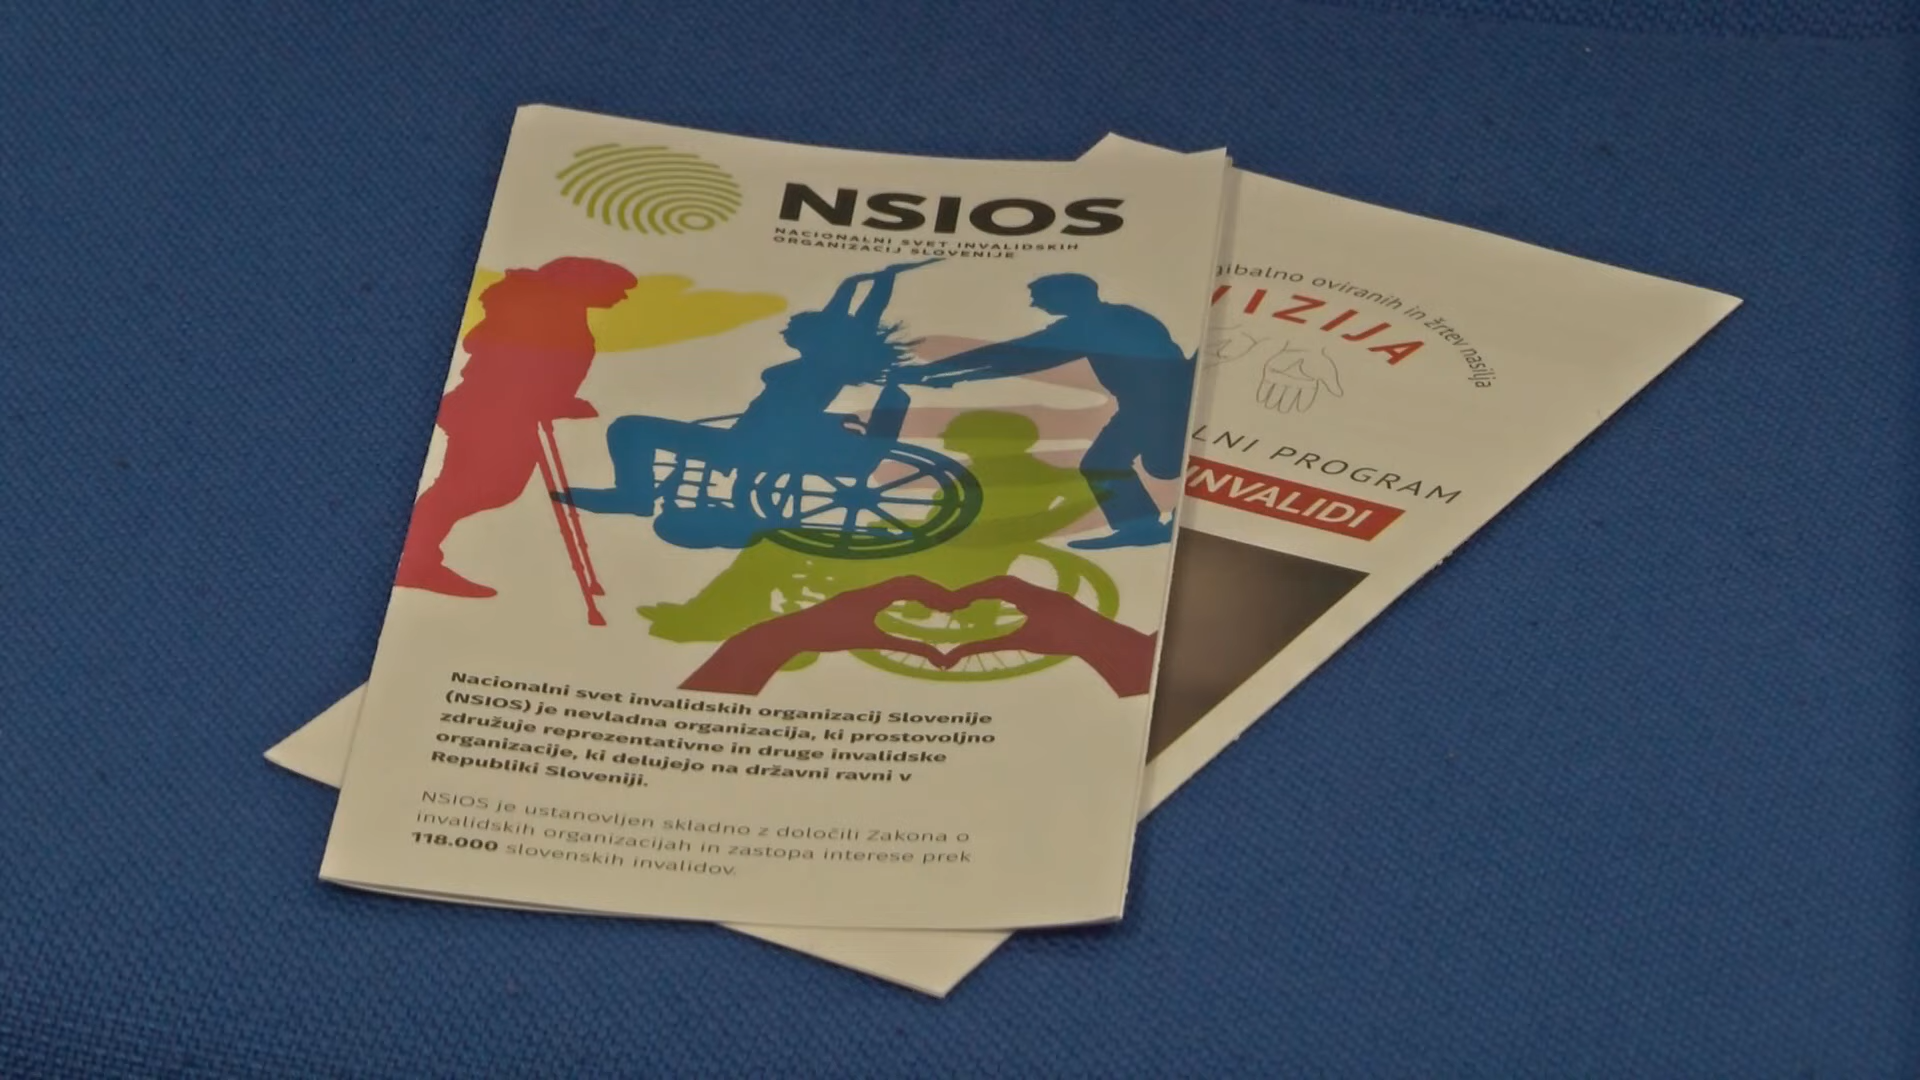 NSIOS
NACIONALNI SVET INVALIDSKIH
ORGANIZACIJ SLOVENIJE
Nacionalni svet invalidskih organizacij Slovenije
(NSIOS) je nevladna organizacija, ki prostovoljno
združuje reprezentativne in druge invalidske
organizacije, ki delujejo na državni ravni v
Republiki Sloveniji.
NSIOS je ustanovljen skladno z določili Zakona o
invalidskih organizacijah in zastopa interese prek
118.000 slovenskih invalidov.
gibalno oviranih in žrtev nasilja
VIZIJA
LNI PROGRAM
INVALIDI